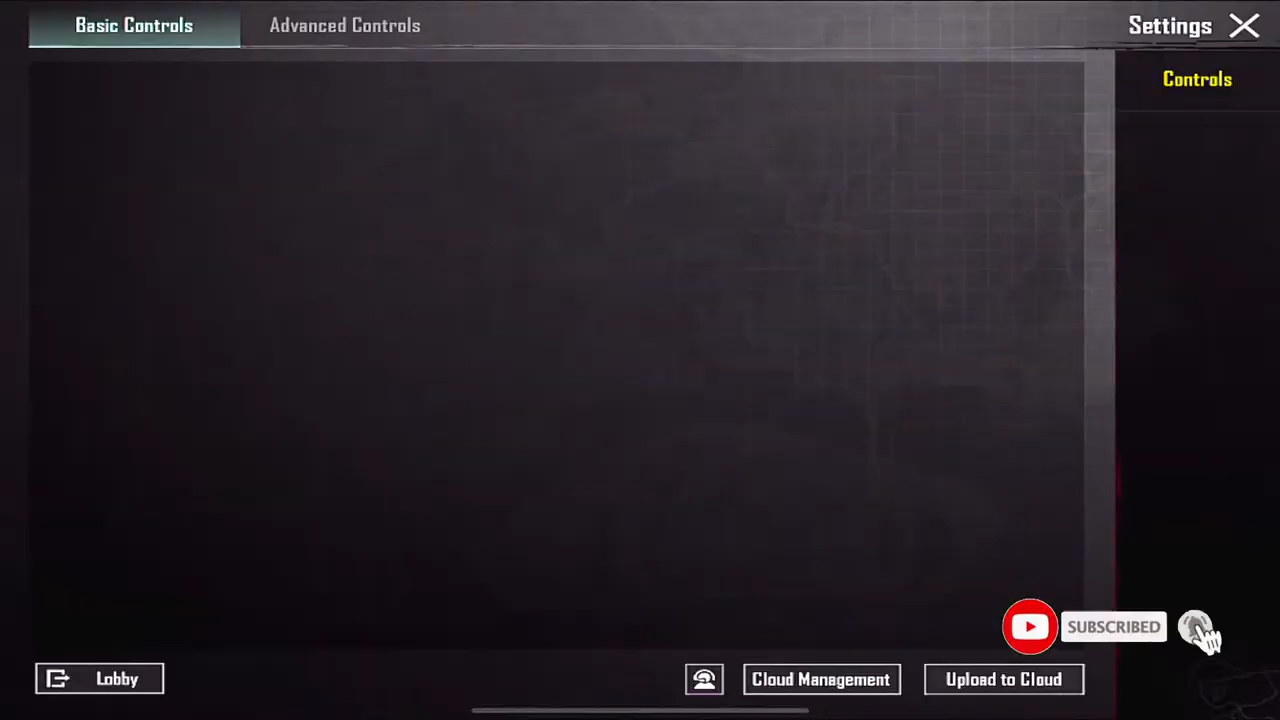 Basic Controls
Advanced Controls
Settings
Controls
SUBSCRIBED
Lobby
Cloud Management
Upload to Cloud